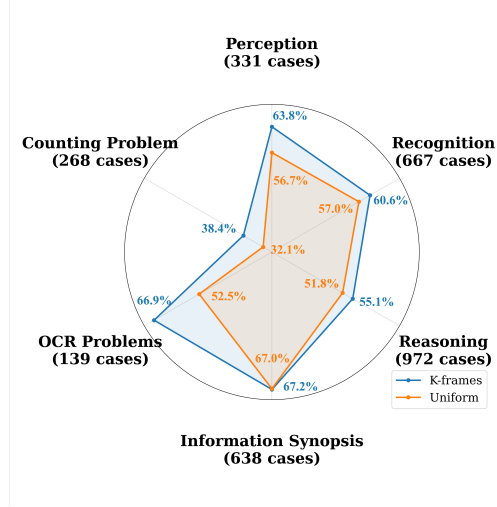 Perception
(331 cases)
63.8%
Counting Problem
(268 cases)
Recognition
(667 cases)
56.7%
57.0%
60.6%
38.4%
32.1%
51.8%
55.1%
66.9%
52.5%
OCR Problems
(139 cases)
Reasoning
(972 cases)
67.0%
67.2%
K-frames
Uniform
Information Synopsis
(638 cases)